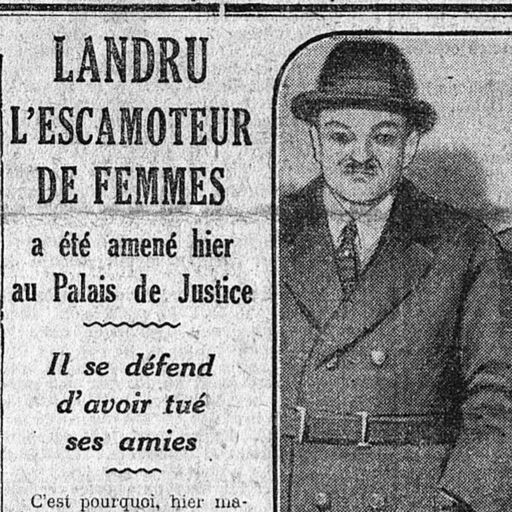 LANDRU
L'ESCAMOTEUR
DE FEMMES
a été amené hier
au Palais de Justice
Il se défend
d'avoir tué
ses amies
C'est pourquoi, hier ma-